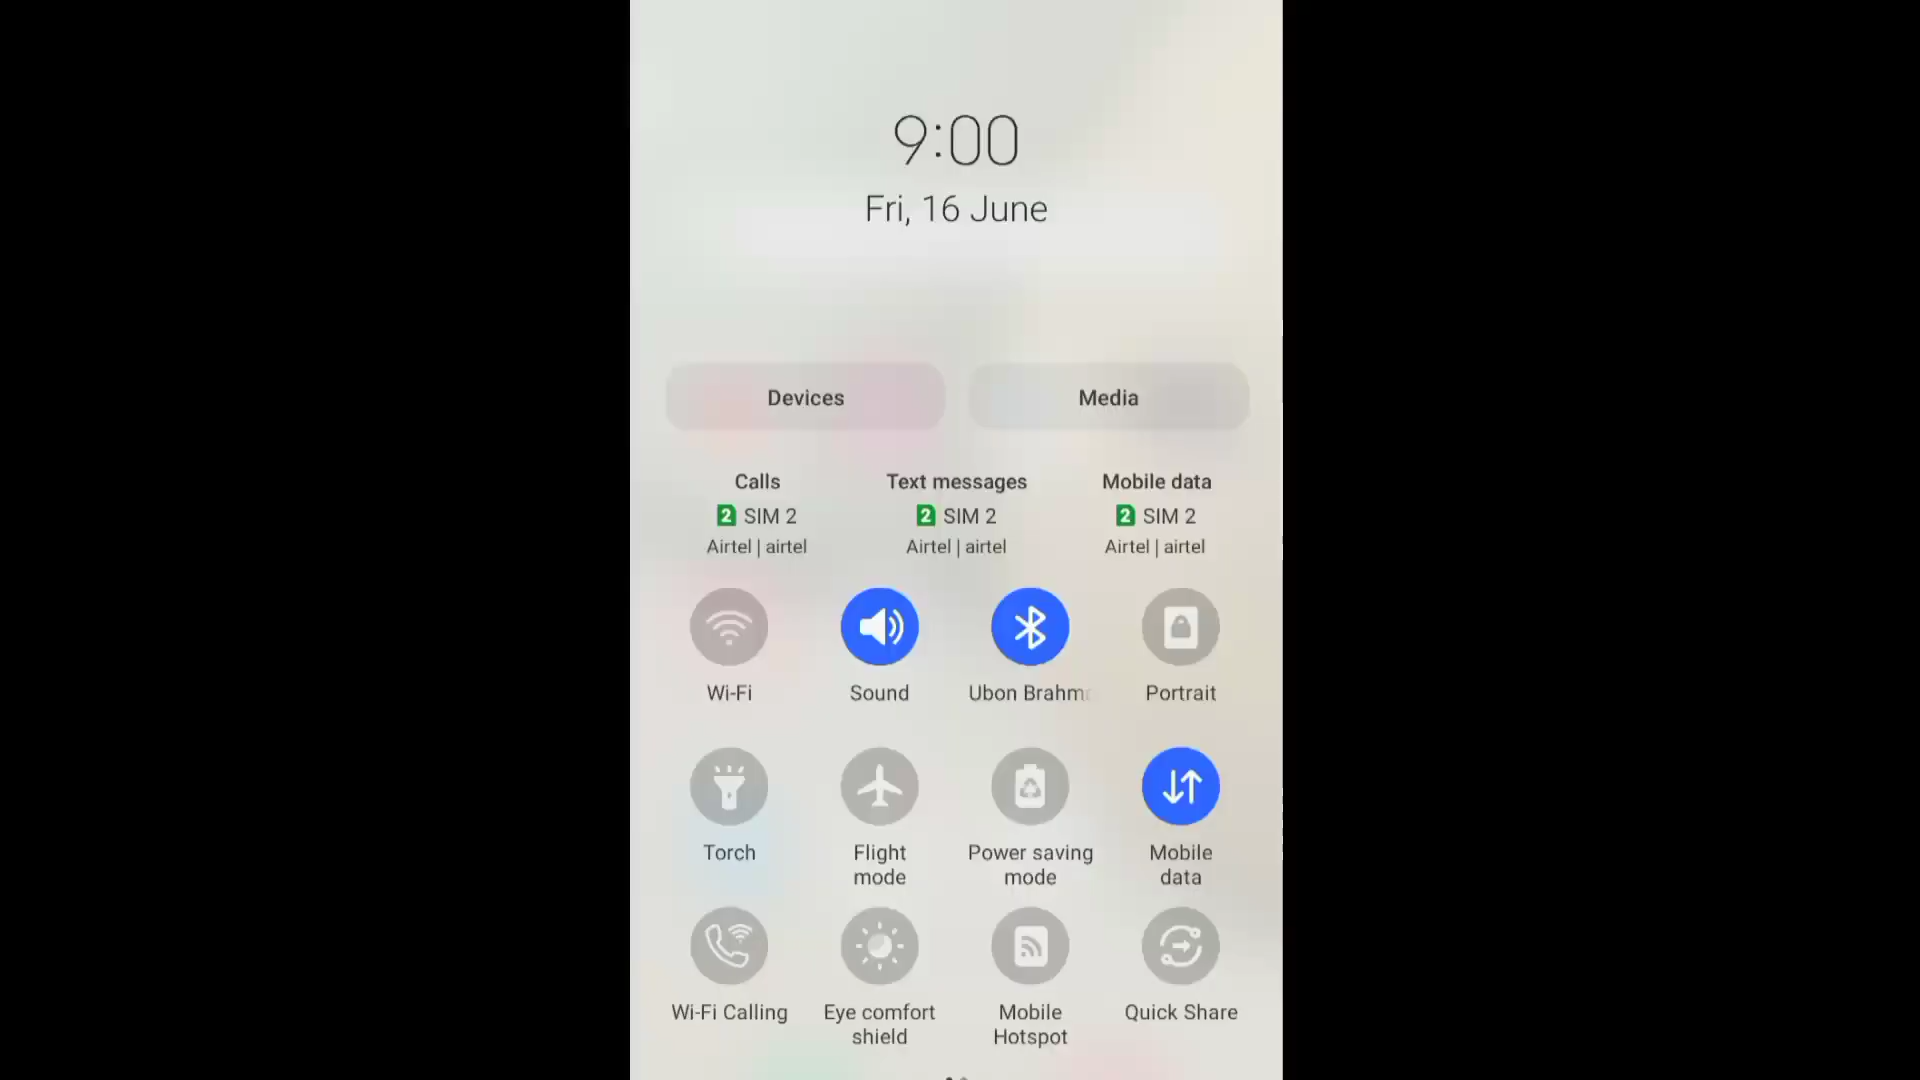 9:00
Fri, 16 June
Devices
Media
Calls
Text messages
Mobile data
2 SIM 2
2 SIM 2
2 SIM 2
Airtel | airtel
Airtel | airtel
Airtel | airtel
Wi-Fi
Sound
Ubon Brahm
Portrait
Torch
Flight
mode
Power saving
mode
Mobile
data
Wi-Fi Calling
Eye comfort
shield
Mobile
Hotspot
Quick Share